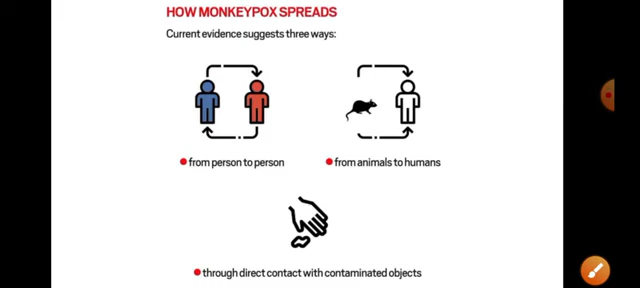 HOW MONKEYPOX SPREADS
Current evidence suggests three ways:
from person to person
from animals to humans
through direct contact with contaminated objects